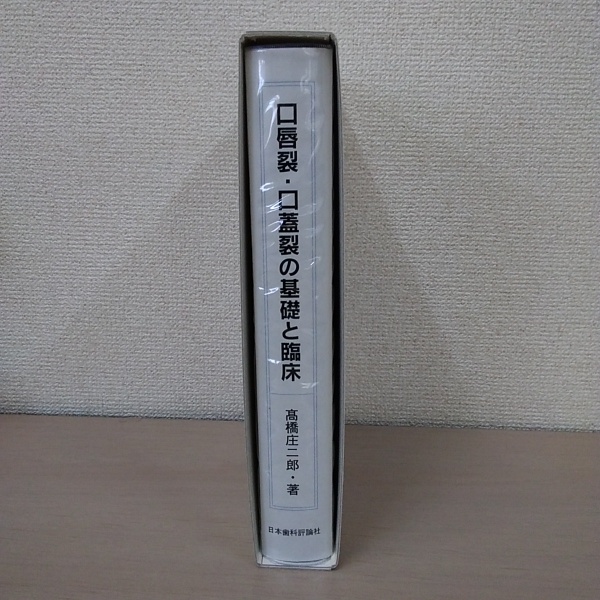 口唇裂・口蓋裂の基礎と臨床
髙橋庄二郎・著
日本歯科評論社